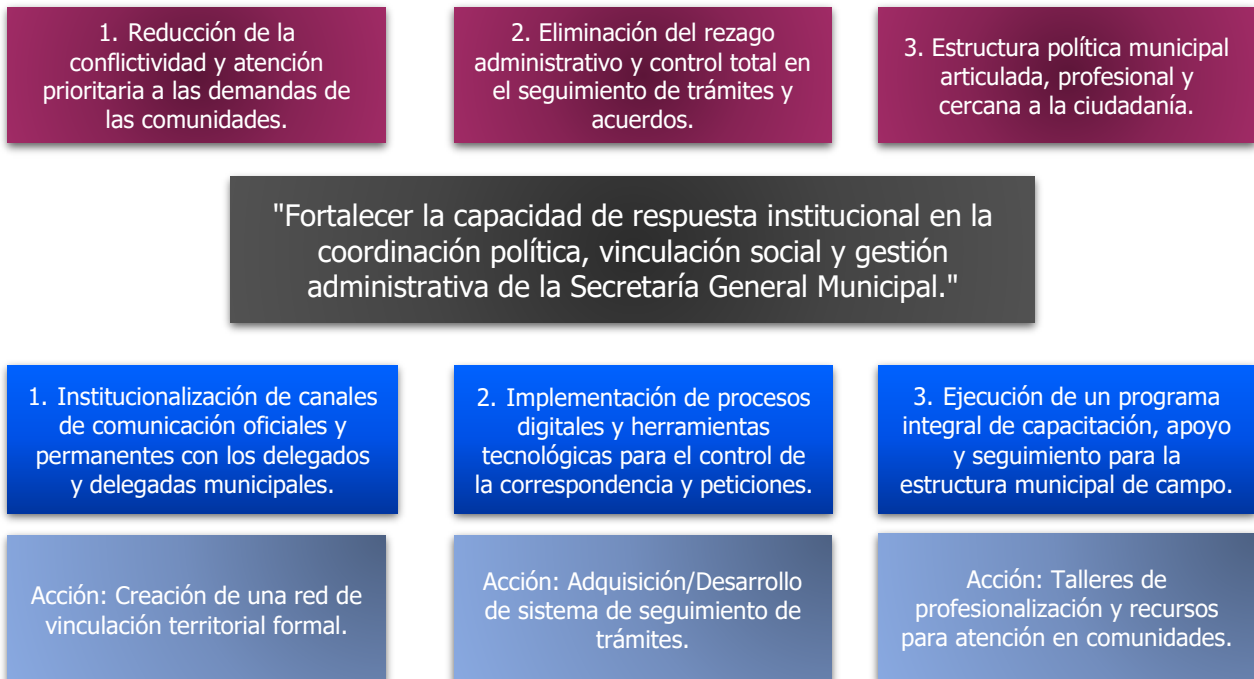 1. Reducción de la
conflictividad y atención
prioritaria a las demandas de
las comunidades.
2. Eliminación del rezago
administrativo y control total en
el seguimiento de trámites y
acuerdos.
3. Estructura política municipal
articulada, profesional y
cercana a la ciudadanía.
"Fortalecer la capacidad de respuesta institucional en la
coordinación política, vinculación social y gestión
administrativa de la Secretaría General Municipal."
1. Institucionalización de canales
de comunicación oficiales y
permanentes con los delegados
y delegadas municipales.
2. Implementación de procesos
digitales y herramientas
tecnológicas para el control de
la correspondencia y peticiones.
3. Ejecución de un programa
integral de capacitación, apoyo
y seguimiento para la
estructura municipal de campo.
Acción: Creación de una red de
vinculación territorial formal.
Acción: Adquisición/Desarrollo
de sistema de seguimiento de
trámites.
Acción: Talleres de
profesionalización y recursos
para atención en comunidades.